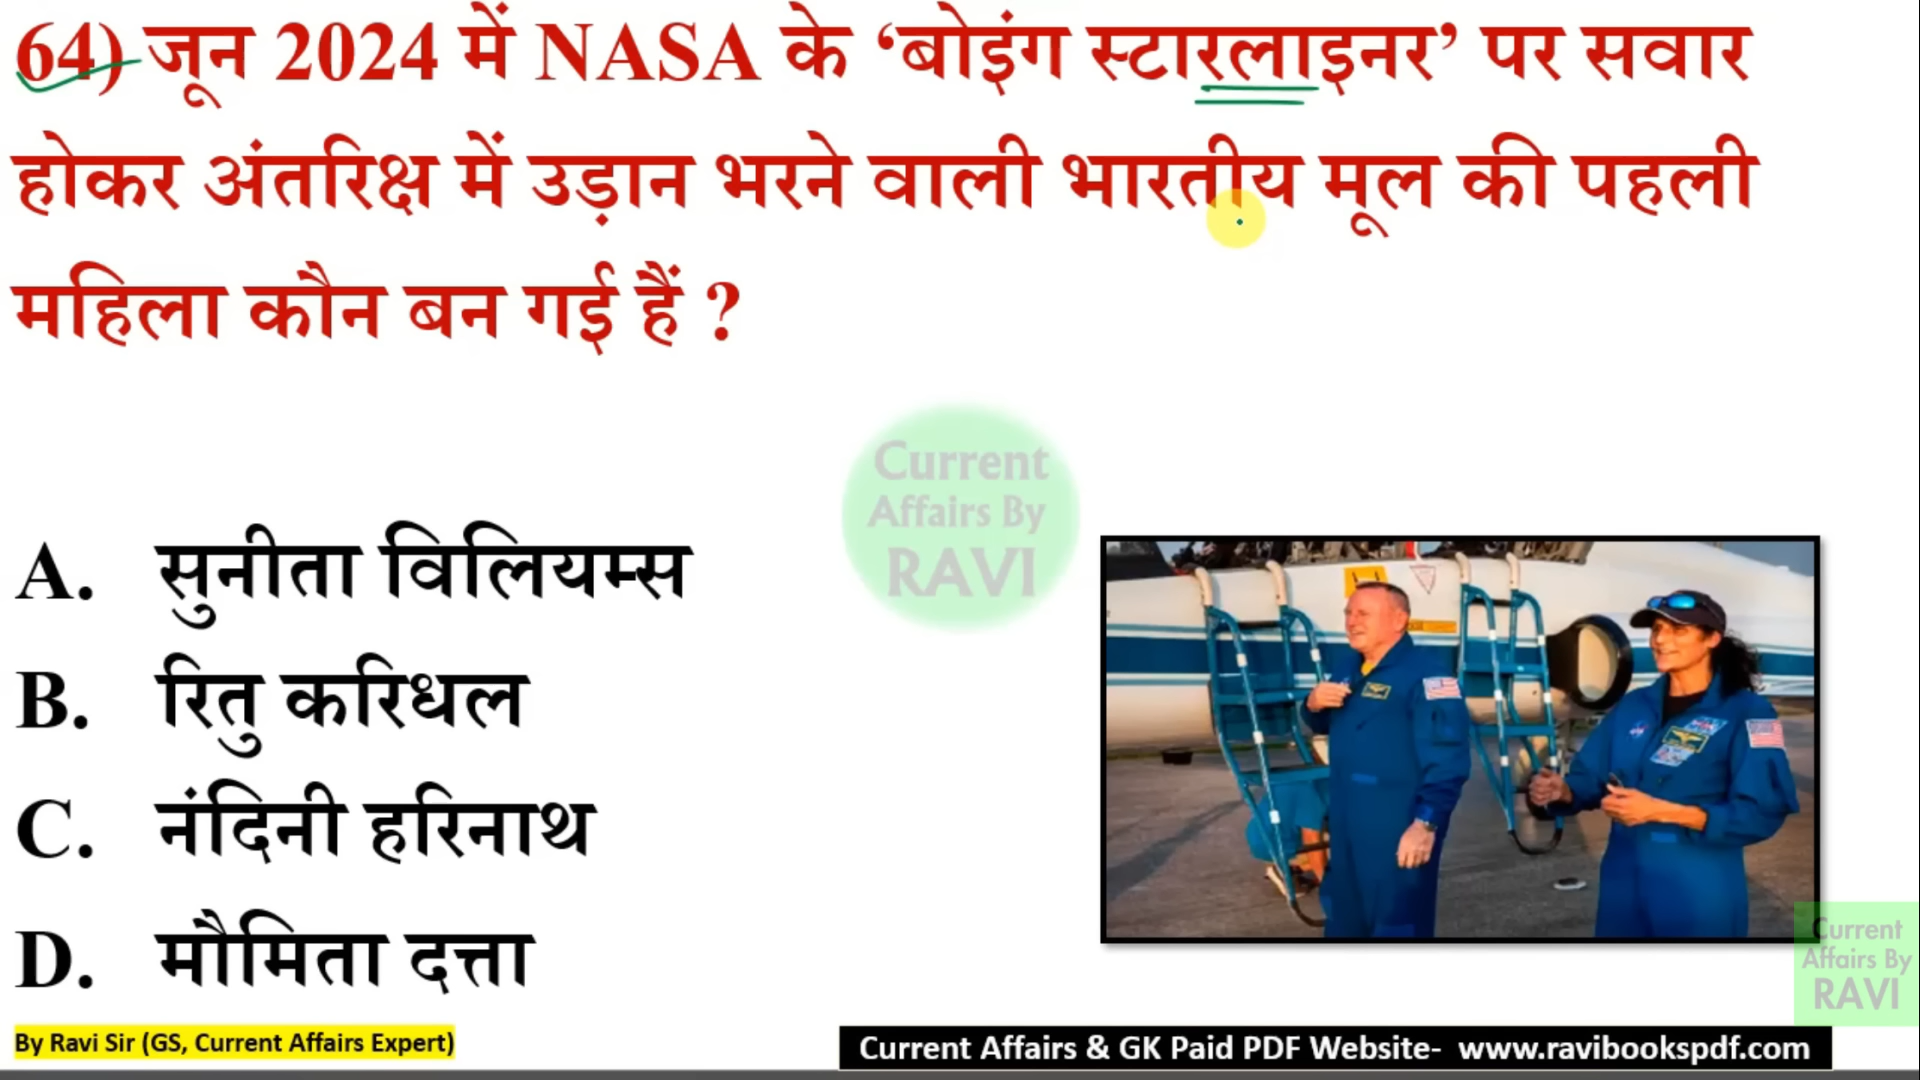 64) जून 2024 में NASA के ‘बोइंग स्टारलाइनर’ पर सवार
होकर अंतरिक्ष में उड़ान भरने वाली भारतीय मूल की पहली
महिला कौन बन गई हैं ?
Current
Affairs By
RAVI
A. सुनीता विलियम्स
B. रितु करिधल
C. नंदिनी हरिनाथ
D. मौमिता दत्ता
Current
Affairs By
RAVI
By Ravi Sir (GS, Current Affairs Expert)
Current Affairs & GK Paid PDF Website- www.ravibookspdf.com